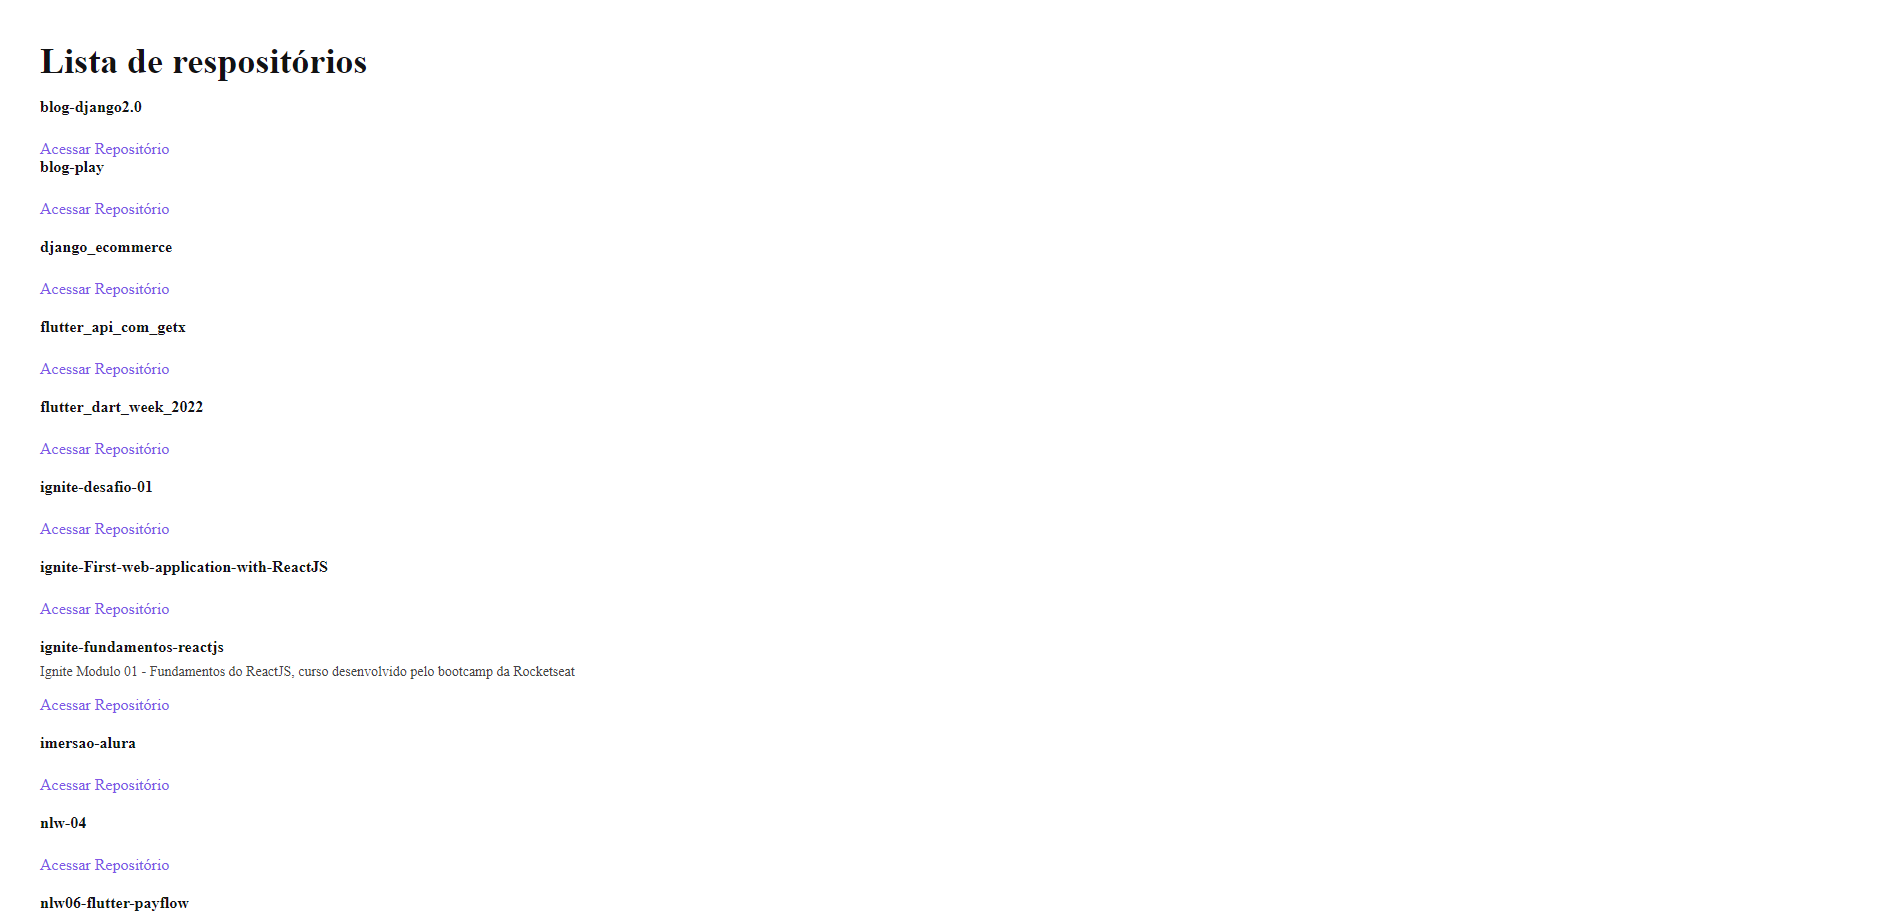 Lista de respositórios
blog-django2.0
Acessar Repositório
blog-play
Acessar Repositório
django_ecommerce
Acessar Repositório
flutter_api_com_getx
Acessar Repositório
flutter_dart_week_2022
Acessar Repositório
ignite-desafio-01
Acessar Repositório
ignite-First-web-application-with-ReactJS
Acessar Repositório
ignite-fundamentos-reactjs
Ignite Modulo 01 - Fundamentos do ReactJS, curso desenvolvido pelo bootcamp da Rocketseat
Acessar Repositório
imersao-alura
Acessar Repositório
nlw-04
Acessar Repositório
nlw06-flutter-payflow